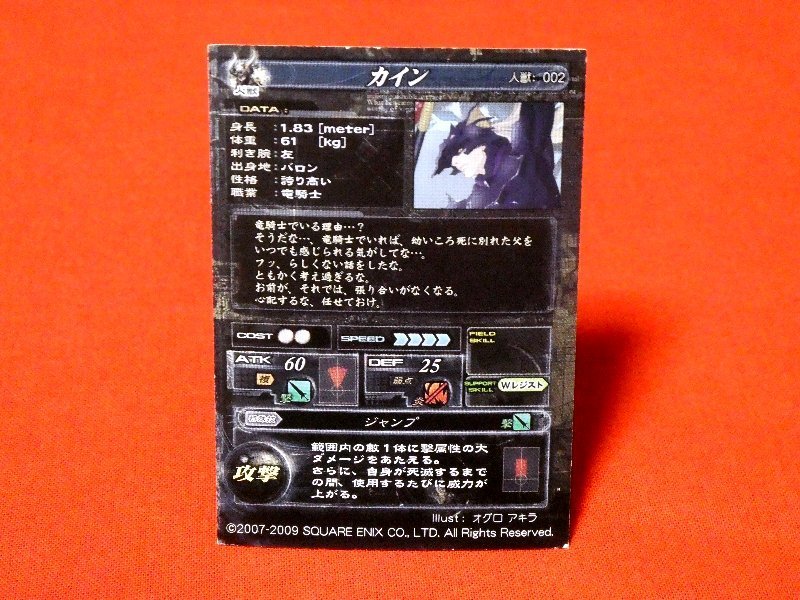 人獣
カイン
人獣: 002
DATA :
身長 : 1.83 [meter]
体重 : 61 [kg]
利き腕 : 左
出身地 : バロン
性格 : 誇り高い
職業 : 竜騎士
竜騎士でいる理由…?
そうだな…、竜騎士でいれば、幼いころ死に別れた父を
いつでも感じられる気がしてな…。
フッ、らしくない話をしたな。
ともかく考え過ぎるな。
お前が、それでは、張り合いがなくなる。
心配するな、任せておけ。
COST
SPEED
FIELD SKILL
ATK 60
DEF 25
弱点
撃
炎
SUPPORT SKILL
Wレジスト
特殊技
ジャンプ
撃
攻撃
範囲内の敵1体に撃属性の大
ダメージをあたえる。
さらに、自身が死滅するまで
の間、使用するたびに威力が
上がる。
Illust : オグロ アキラ
©2007-2009 SQUARE ENIX CO., LTD. All Rights Reserved.